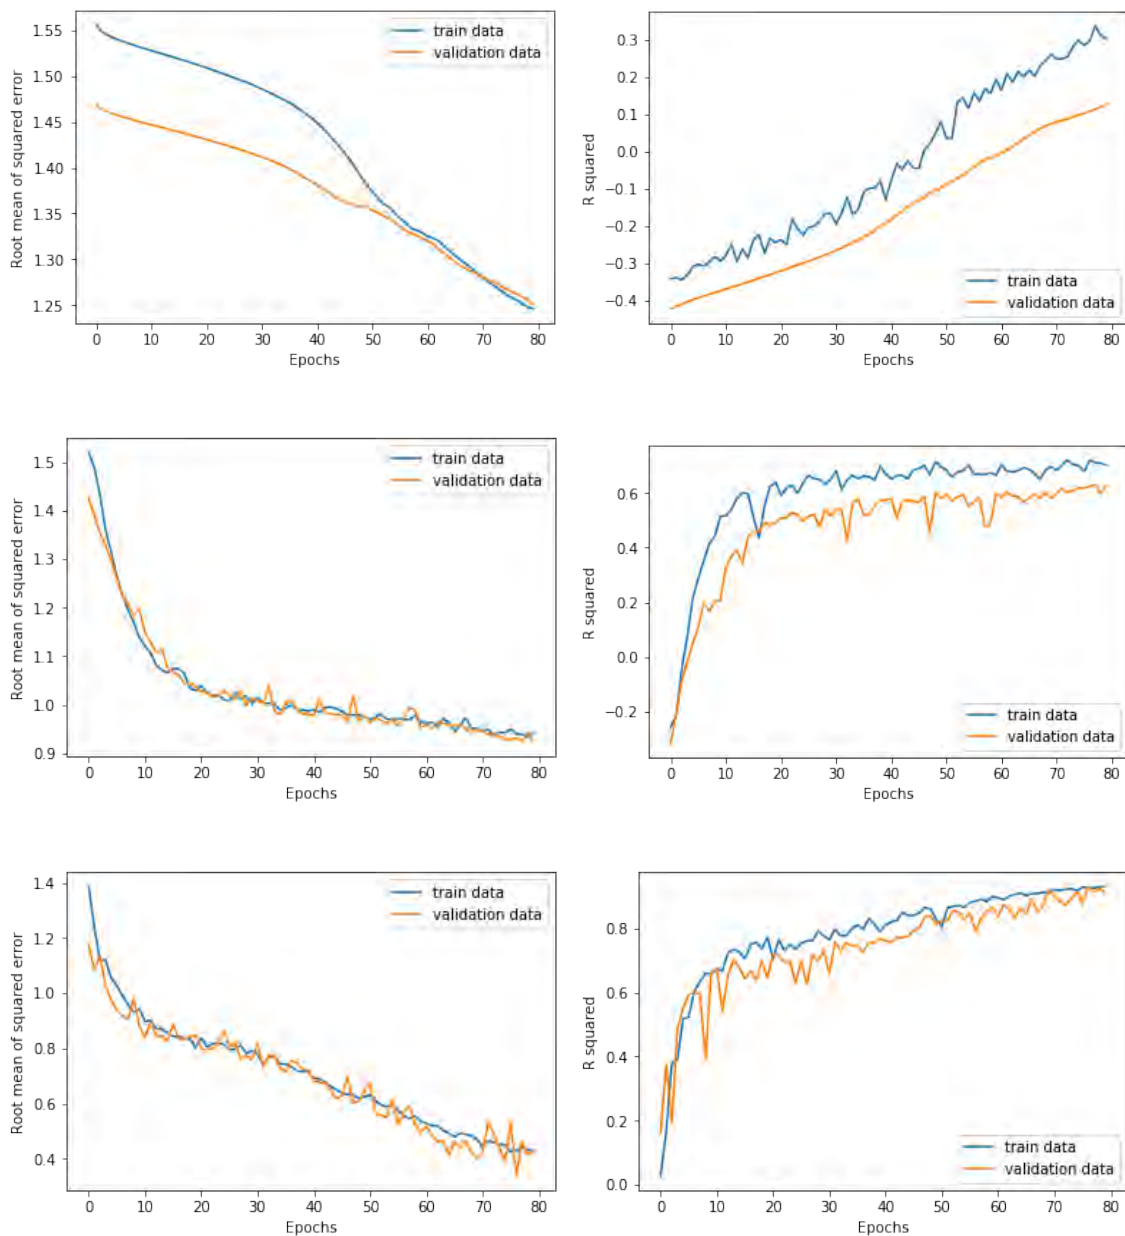 train data
validation data
1.55
1.50
1.45
1.40
1.35
1.30
1.25
Root mean of squared error
0 10 20 30 40 50 60 70 80
Epochs
0.3
0.2
0.1
0.0
−0.1
−0.2
−0.3
−0.4
R squared
train data
validation data
0 10 20 30 40 50 60 70 80
Epochs
train data
validation data
1.5
1.4
1.3
1.2
1.1
1.0
0.9
Root mean of squared error
0 10 20 30 40 50 60 70 80
Epochs
0.6
0.4
0.2
0.0
−0.2
R squared
train data
validation data
0 10 20 30 40 50 60 70 80
Epochs
train data
validation data
1.4
1.2
1.0
0.8
0.6
0.4
Root mean of squared error
0 10 20 30 40 50 60 70 80
Epochs
0.8
0.6
0.4
0.2
0.0
R squared
train data
validation data
0 10 20 30 40 50 60 70 80
Epochs